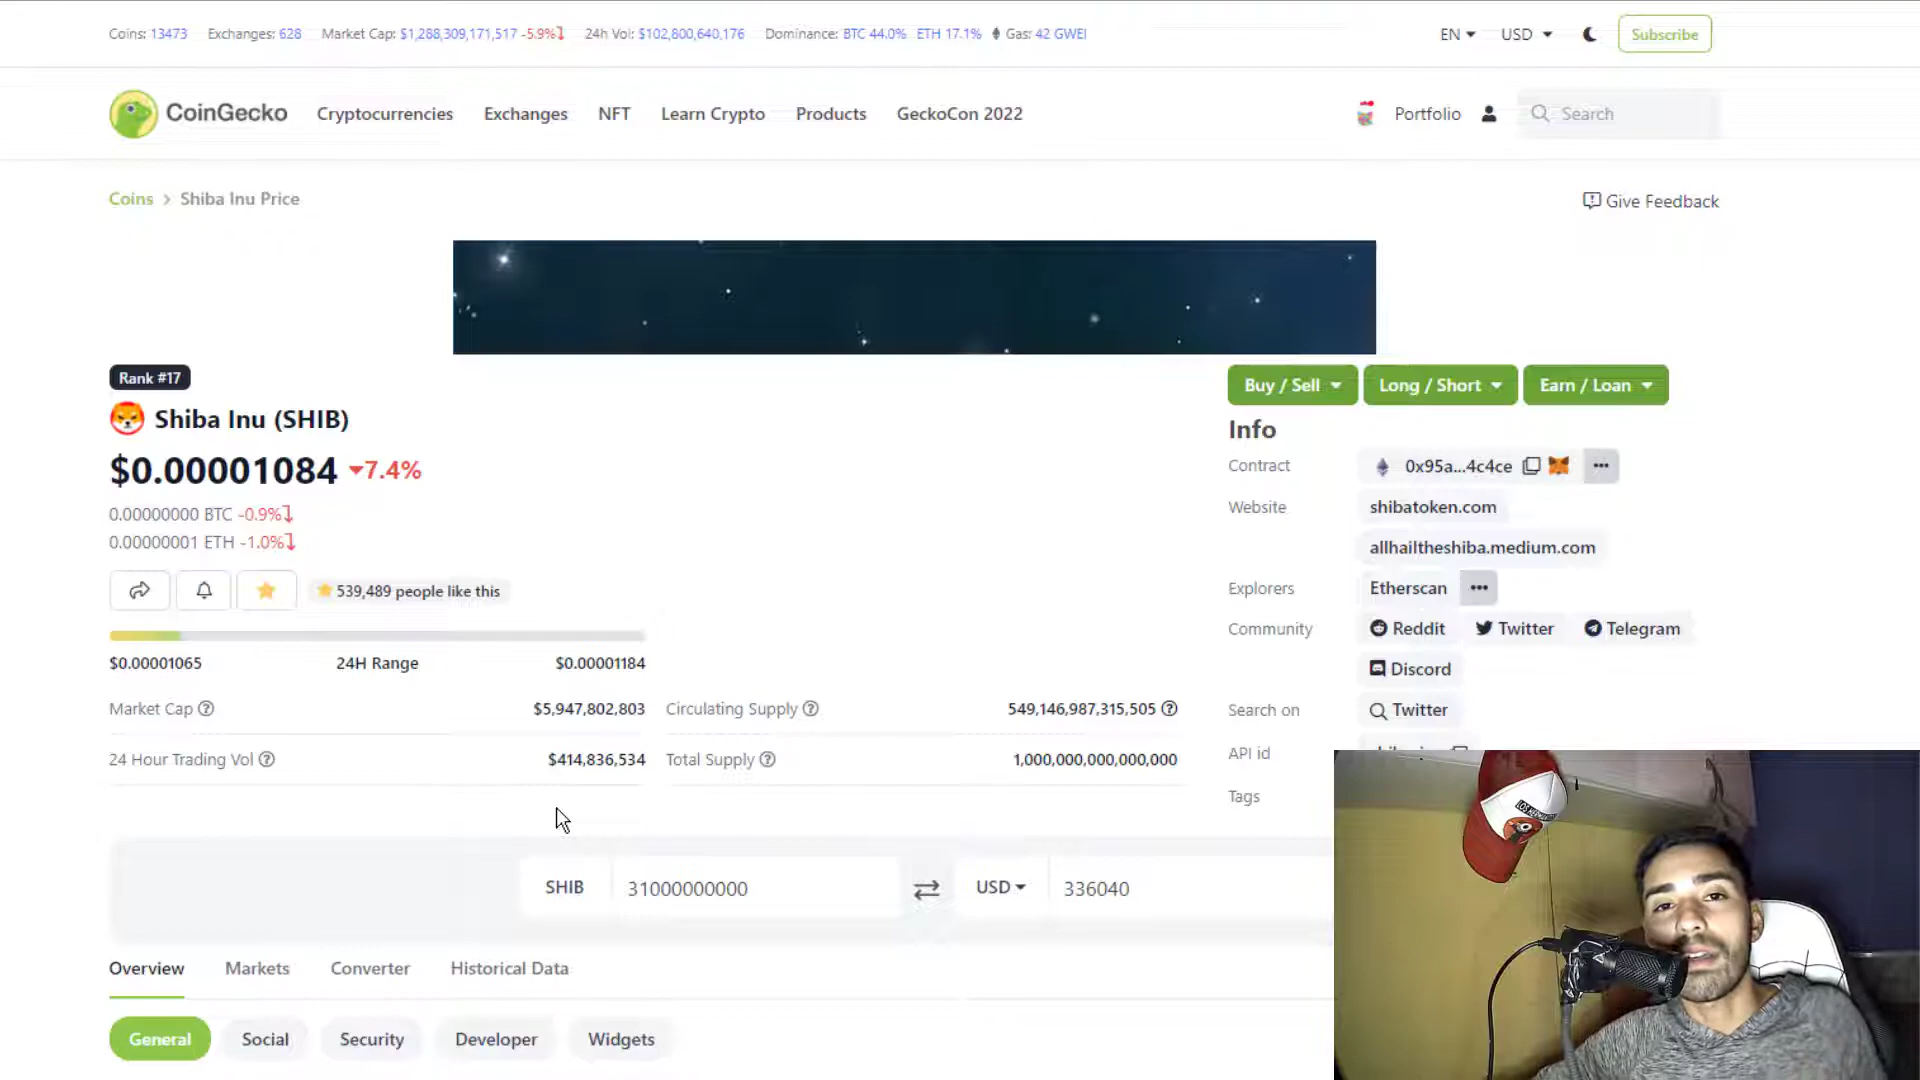 Coins: 13473 Exchanges: 628 Market Cap: $1,288,309,171,517 -5.9% 24h Vol: $102,800,640,176 Dominance: BTC 44.0% ETH 17.1% Gas: 42 GWEI EN USD Subscribe
CoinGecko Cryptocurrencies Exchanges NFT Learn Crypto Products GeckoCon 2022 Portfolio Search
Coins > Shiba Inu Price Give Feedback
Rank #17
Shiba Inu (SHIB)
$0.00001084 7.4%
0.00000000 BTC -0.9%
0.00000001 ETH -1.0%
539,489 people like this
$0.00001065 24H Range $0.00001184
Market Cap $5,947,802,803 Circulating Supply 549,146,987,315,505
24 Hour Trading Vol $414,836,534 Total Supply 1,000,000,000,000,000
Buy / Sell Long / Short Earn / Loan
Info
Contract 0x95a...4c4ce
Website shibatoken.com
allhailtheshiba.medium.com
Explorers Etherscan
Community Reddit Twitter Telegram
Discord
Search on Twitter
API id
Tags
SHIB 31000000000 USD 336040
Overview Markets Converter Historical Data
General Social Security Developer Widgets